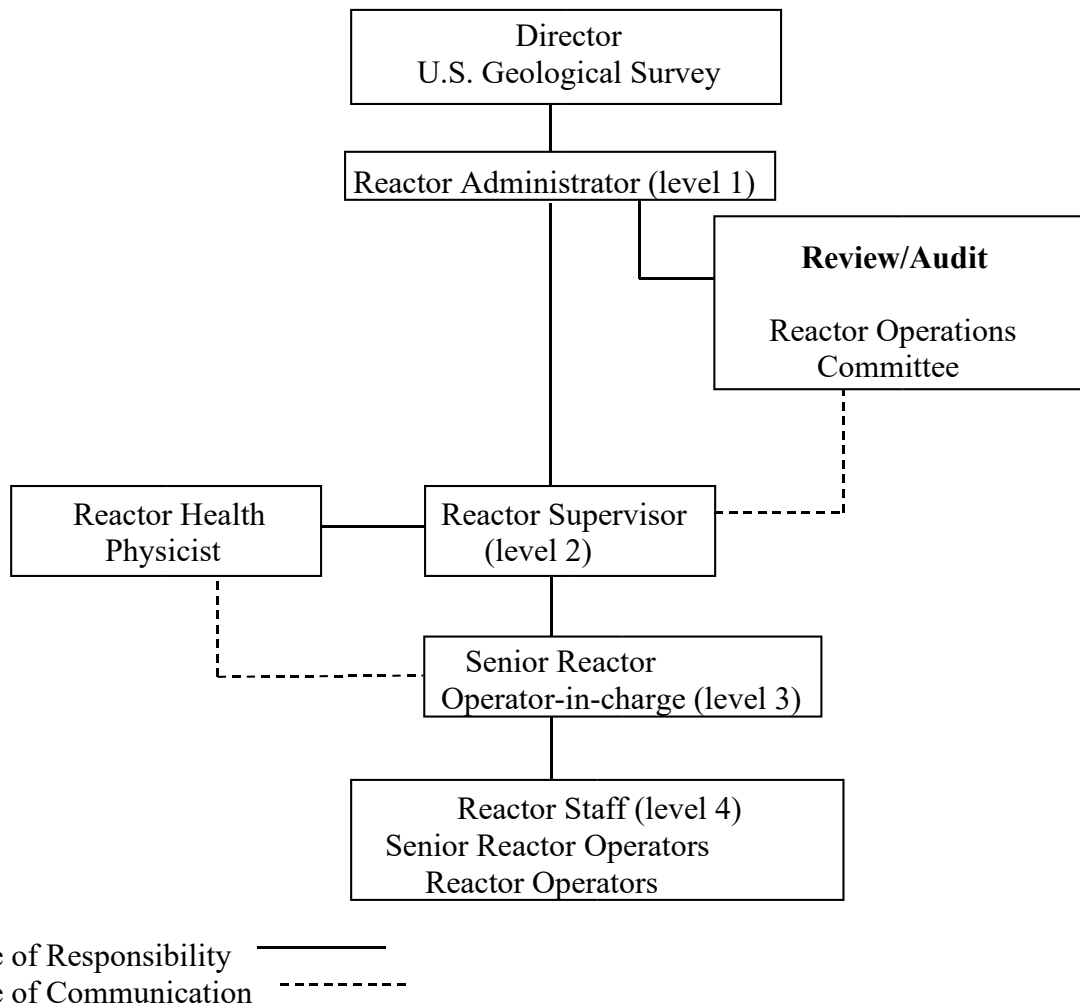 Director
U.S. Geological Survey
Reactor Administrator (level 1)
Review/Audit
Reactor Operations
Committee
Reactor Health
Physicist
Reactor Supervisor
(level 2)
Senior Reactor
Operator-in-charge (level 3)
Reactor Staff (level 4)
Senior Reactor Operators
Reactor Operators
e of Responsibility
e of Communication